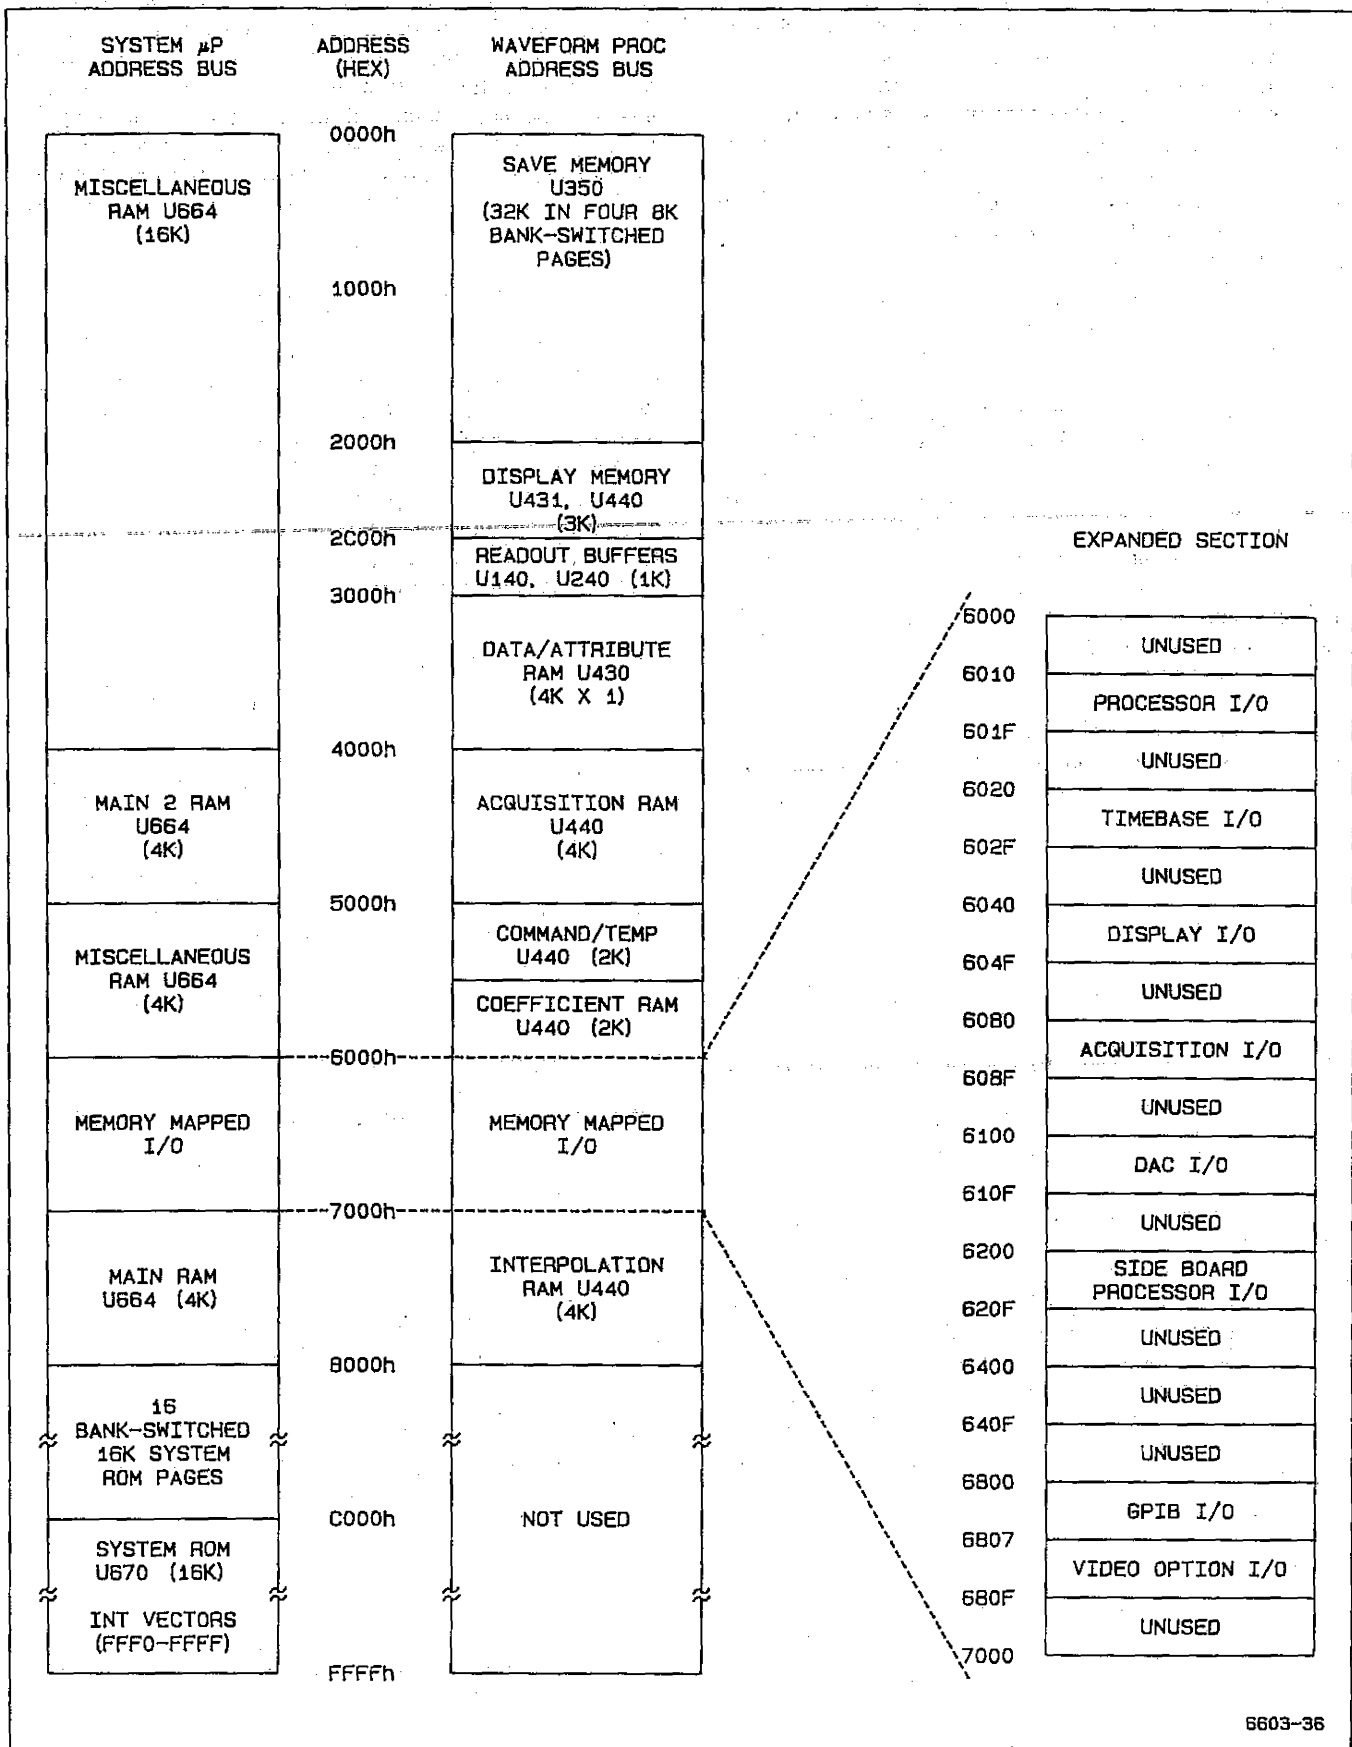 SYSTEM µP
ADDRESS BUS
ADDRESS
(HEX)
WAVEFORM PROC
ADDRESS BUS
MISCELLANEOUS
RAM U664
(16K)
MAIN 2 RAM
U664
(4K)
MISCELLANEOUS
RAM U664
(4K)
MEMORY MAPPED
I/O
MAIN RAM
U664 (4K)
16
BANK-SWITCHED
16K SYSTEM
ROM PAGES
SYSTEM ROM
U670 (16K)
INT VECTORS
(FFF0-FFFF)
0000h
1000h
2000h
2C00h
3000h
4000h
5000h
6000h
7000h
8000h
C000h
FFFFh
SAVE MEMORY
U350
(32K IN FOUR 8K
BANK-SWITCHED
PAGES)
DISPLAY MEMORY
U431, U440
(3K)
READOUT BUFFERS
U140, U240 (1K)
DATA/ATTRIBUTE
RAM U430
(4K X 1)
ACQUISITION RAM
U440
(4K)
COMMAND/TEMP
U440 (2K)
COEFFICIENT RAM
U440 (2K)
MEMORY MAPPED
I/O
INTERPOLATION
RAM U440
(4K)
NOT USED
EXPANDED SECTION
6000
UNUSED
6010
PROCESSOR I/O
601F
UNUSED
6020
TIMEBASE I/O
602F
UNUSED
6040
DISPLAY I/O
604F
UNUSED
6080
ACQUISITION I/O
608F
UNUSED
6100
DAC I/O
610F
UNUSED
6200
SIDE BOARD
PROCESSOR I/O
620F
UNUSED
6400
UNUSED
640F
UNUSED
6800
GPIB I/O
6807
VIDEO OPTION I/O
680F
UNUSED
7000
6603-36